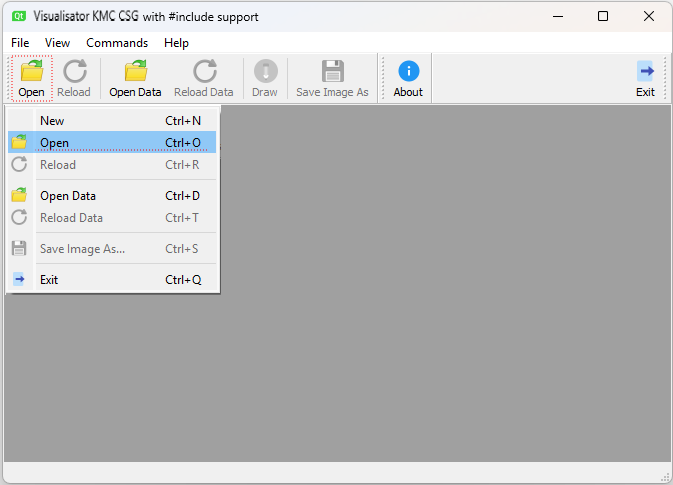 Qt Visualisator KMC CSG with #include support
File View Commands Help
Open Reload Open Data Reload Data Draw Save Image As About Exit
New Ctrl+N
Open Ctrl+O
Reload Ctrl+R
Open Data Ctrl+D
Reload Data Ctrl+T
Save Image As... Ctrl+S
Exit Ctrl+Q